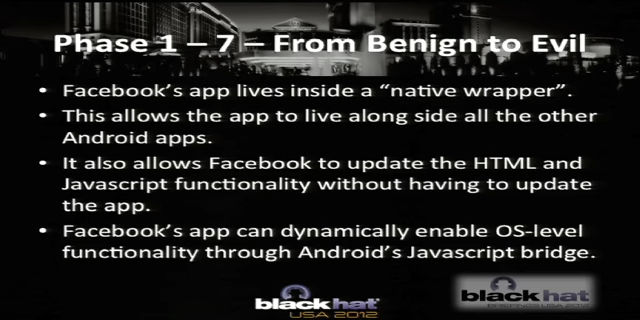 Phase 1 – 7 – From Benign to Evil
• Facebook's app lives inside a “native wrapper”.
• This allows the app to live along side all the other
Android apps.
• It also allows Facebook to update the HTML and
Javascript functionality without having to update
the app.
• Facebook's app can dynamically enable OS-level
functionality through Android's Javascript bridge.
black hat
USA 2012
black hat
USA 2012